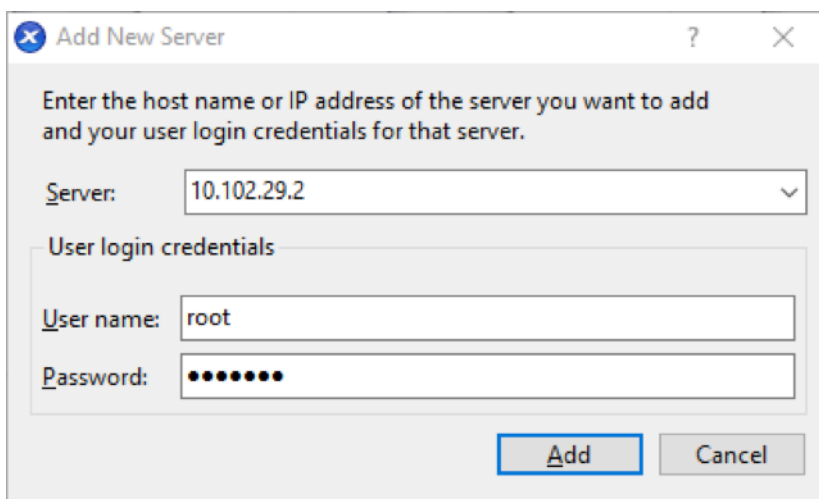 Add New Server ?
Enter the host name or IP address of the server you want to add
and your user login credentials for that server.
Server: 10.102.29.2
User login credentials
User name: root
Password: ●●●●●●●
Add Cancel